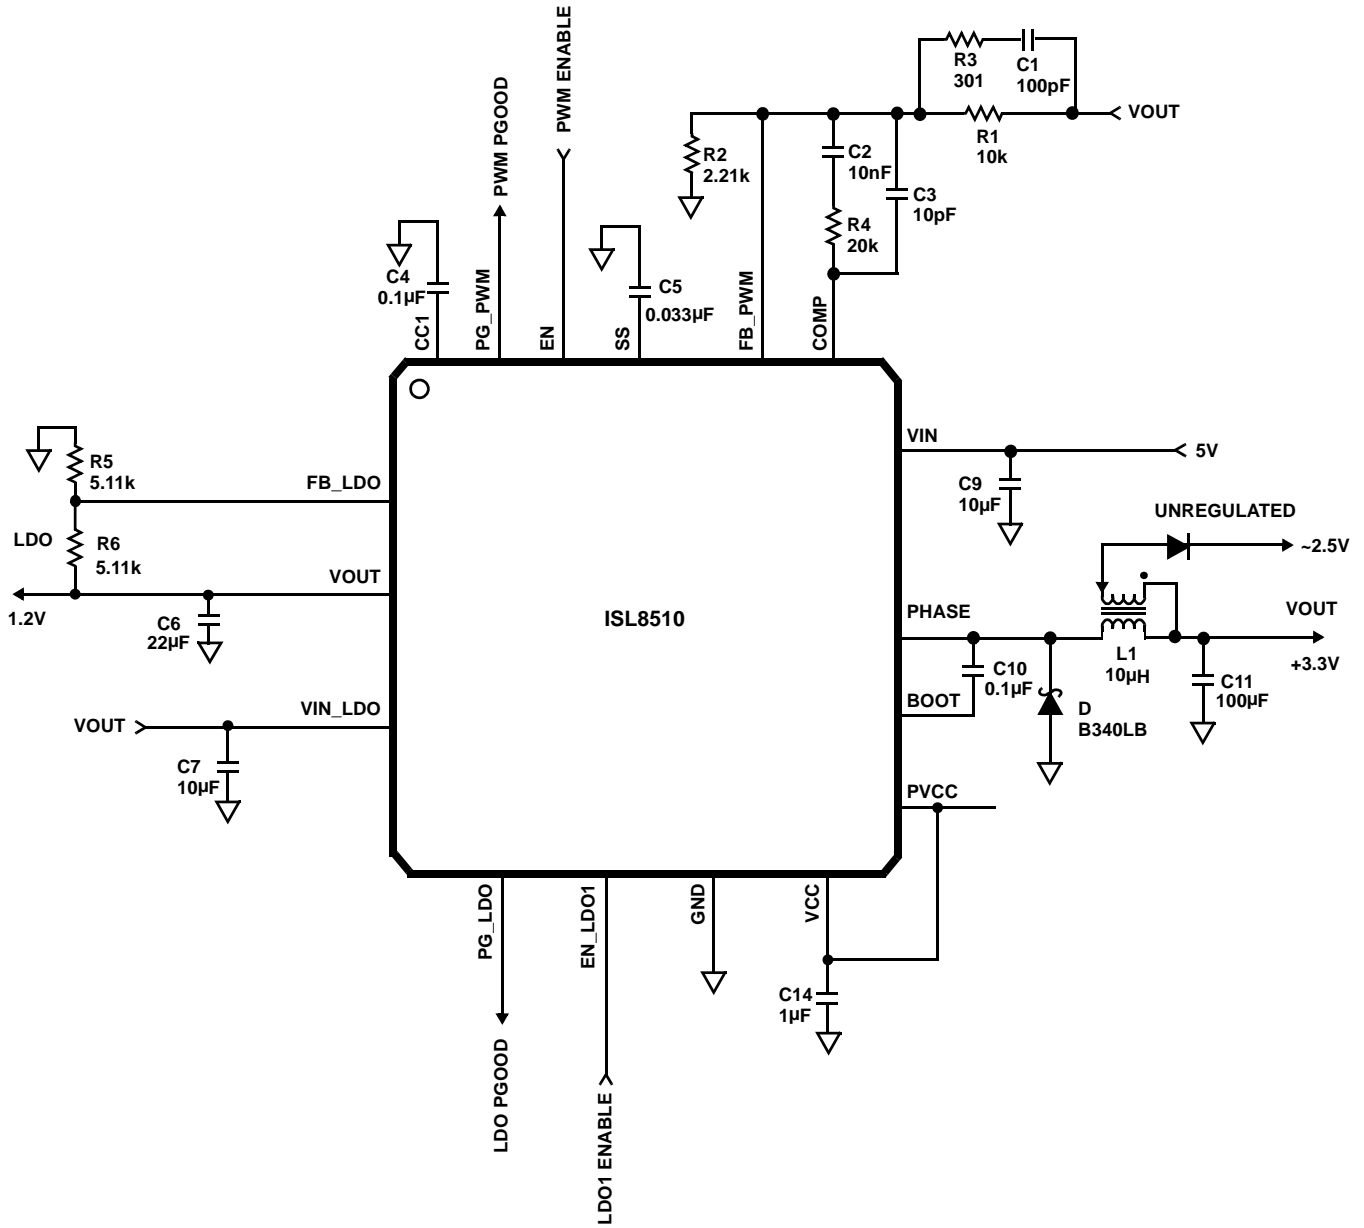 PWM PGOOD
PWM ENABLE
R3
301
C1
100pF
VOUT
R1
10k
R2
2.21k
C2
10nF
C3
10pF
R4
20k
C4
0.1µF
C5
0.033µF
CC1
PG_PWM
EN
SS
FB_PWM
COMP
R5
5.11k
FB_LDO
LDO
R6
5.11k
VOUT
1.2V
C6
22µF
VOUT
VIN_LDO
C7
10µF
ISL8510
VIN
5V
C9
10µF
UNREGULATED
~2.5V
PHASE
VOUT
+3.3V
L1
10µH
C10
0.1µF
C11
100µF
BOOT
D
B340LB
PVCC
PG_LDO
EN_LDO1
GND
VCC
C14
1µF
LDO PGOOD
LDO1 ENABLE